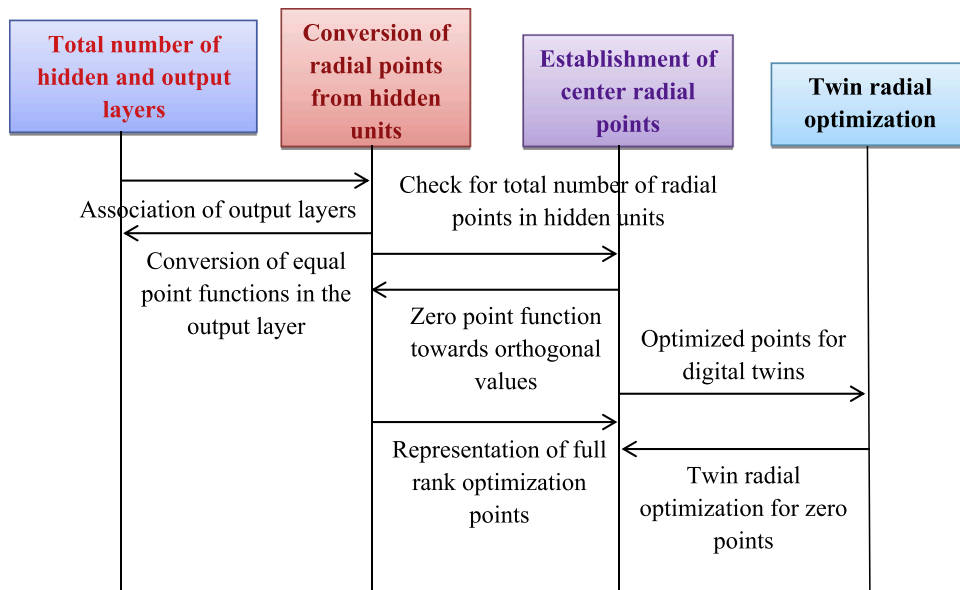 Total number of
hidden and output
layers
Conversion of
radial points
from hidden
units
Establishment of
center radial
points
Twin radial
optimization
Association of output layers
Check for total number of radial
points in hidden units
Conversion of equal
point functions in the
output layer
Zero point function
towards orthogonal
values
Optimized points for
digital twins
Representation of full
rank optimization
points
Twin radial
optimization for zero
points